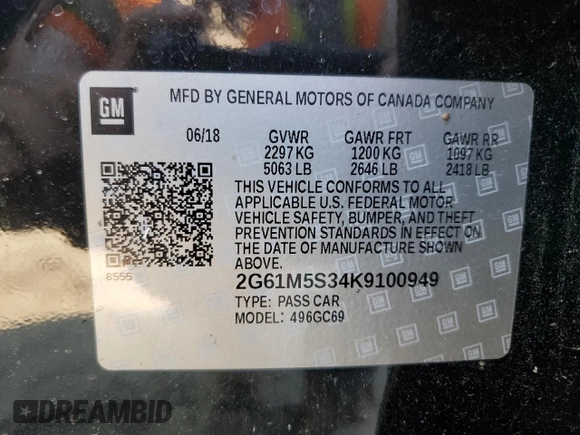 GM
MFD BY GENERAL MOTORS OF CANADA COMPANY
06/18 GVWR GAWR FRT GAWR RR
2297 KG 1200 KG 1097 KG
5063 LB 2646 LB 2418 LB
THIS VEHICLE CONFORMS TO ALL
APPLICABLE U.S. FEDERAL MOTOR
VEHICLE SAFETY, BUMPER, AND THEFT
PREVENTION STANDARDS IN EFFECT ON
THE DATE OF MANUFACTURE SHOWN
ABOVE.
8555
2G61M5S34K9100949
TYPE: PASS CAR
MODEL: 496GC69
DREAMBID